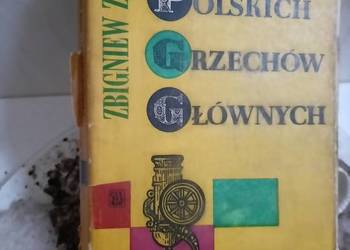 ZBIGNIEW Z
POLSKICH
GRZECHÓW
GŁÓWNYCH